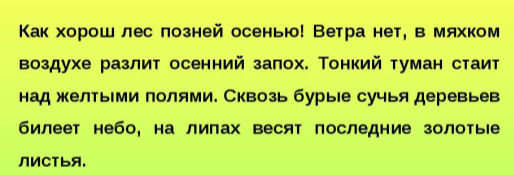 Как хорош лес позней осенью! Ветра нет, в мяхком
воздухе разлит осенний запох. Тонкий туман стаит
над желтыми полями. Сквозь бурые сучья деревьев
билеет небо, на липах весят последние золотые
листья.